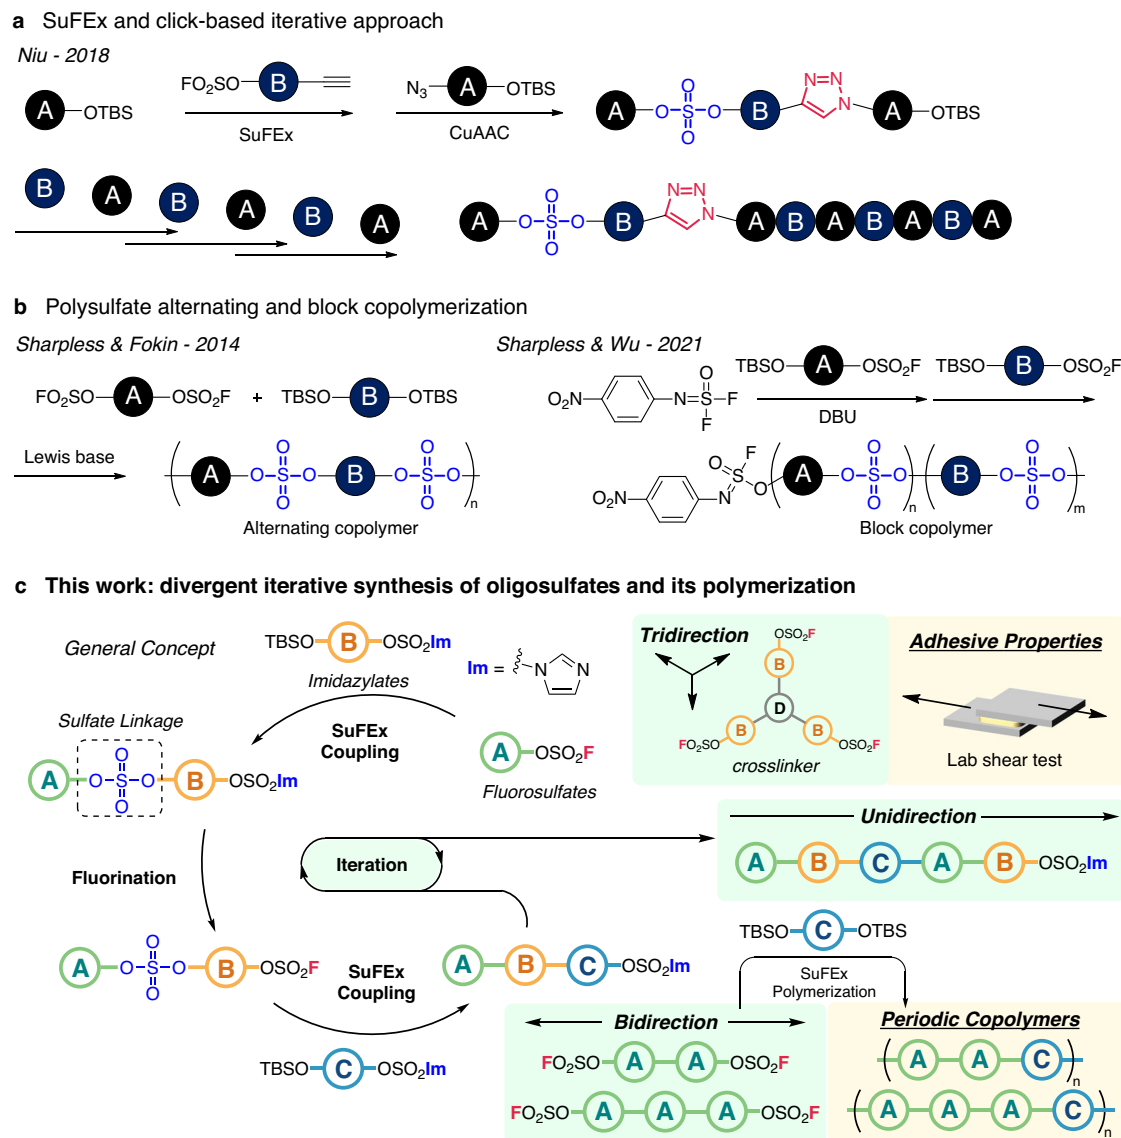 a SuFEx and click-based iterative approach
Niu - 2018
A OTBS
FO2SO B
SuFEx
N3 A OTBS
CuAAC
A O S O B N N N A OTBS
O
O
B A B A B A
A O S O B N N N A B A B A B A
O
O
b Polysulfate alternating and block copolymerization
Sharpless & Fokin - 2014
FO2SO A OSO2F + TBSO B OTBS
Lewis base
A O S O B O S O n
O O
O O
Alternating copolymer
Sharpless & Wu - 2021
O2N N S F
O
F
TBSO A OSO2F
DBU
TBSO B OSO2F
O2N N S O F O A O S O n B O S O m
O O
O O
Block copolymer
c This work: divergent iterative synthesis of oligosulfates and its polymerization
General Concept
TBSO B OSO2Im
Imidazylates
Im = N N
Sulfate Linkage
SuFEx
Coupling
A OSO2F
Fluorosulfates
A O S O B OSO2Im
O
O
Tridirection
OSO2F
B
D
B B
FO2SO OSO2F
crosslinker
Adhesive Properties
Lab shear test
Fluorination
Iteration
Unidirection
A B C A B OSO2Im
A O S O B OSO2F
O
O
SuFEx
Coupling
TBSO C OSO2Im
A B C OSO2Im
TBSO C OTBS
SuFEx
Polymerization
Bidirection
FO2SO A A OSO2F
FO2SO A A A OSO2F
Periodic Copolymers
A A C n
A A A C n